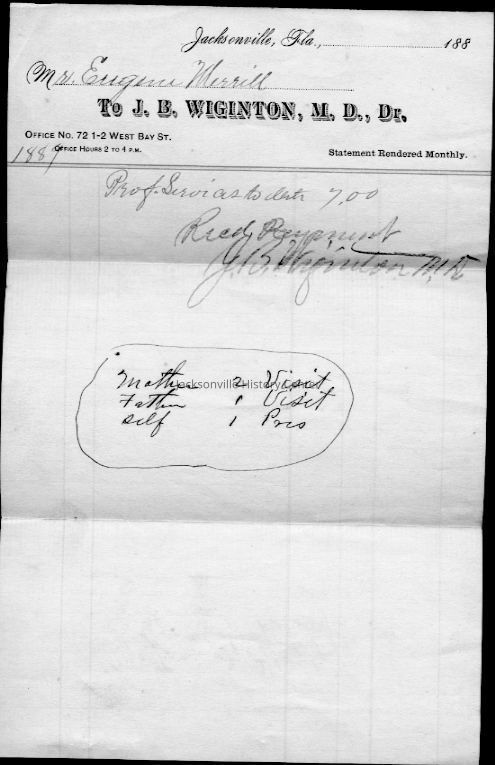 Jacksonville, Fla., 188
Mr. Eugene Merrill
To J. B. WIGINTON, M. D., Dr.
OFFICE NO. 72 1-2 WEST BAY ST.
1887 OFFICE HOURS 2 TO 4 P.M.
Statement Rendered Monthly.
Prof. Services to date 7.00
Recd Payment
J. B. Wiginton M.D.
Mother 2 Visit
Jacksonville History Center
Father 1 Visit
Self 1 Pres